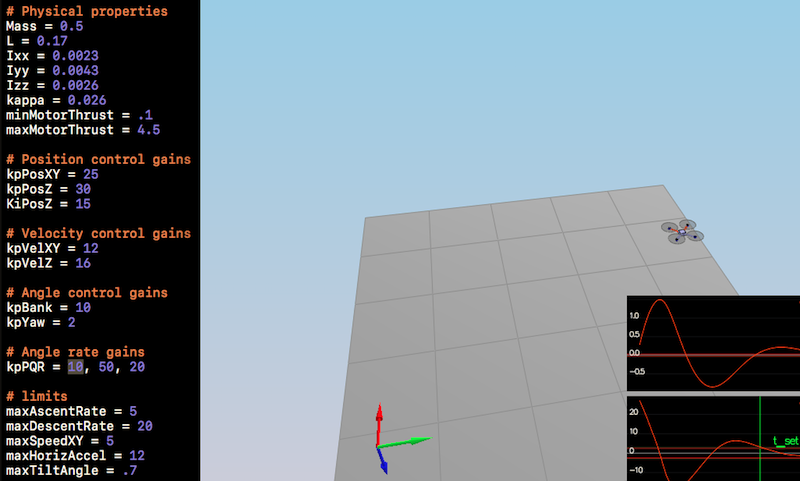 # Physical properties
Mass = 0.5
L = 0.17
Ixx = 0.0023
Iyy = 0.0043
Izz = 0.0026
kappa = 0.026
minMotorThrust = .1
maxMotorThrust = 4.5
# Position control gains
kpPosXY = 25
kpPosZ = 30
KiPosZ = 15
# Velocity control gains
kpVelXY = 12
kpVelZ = 16
# Angle control gains
kpBank = 10
kpYaw = 2
# Angle rate gains
kpPQR = 10, 50, 20
# limits
maxAscentRate = 5
maxDescentRate = 20
maxSpeedXY = 5
maxHorizAccel = 12
maxTiltAngle = .7
1.0
0.5
0.0
-0.5
20
10
t_set
0
-10